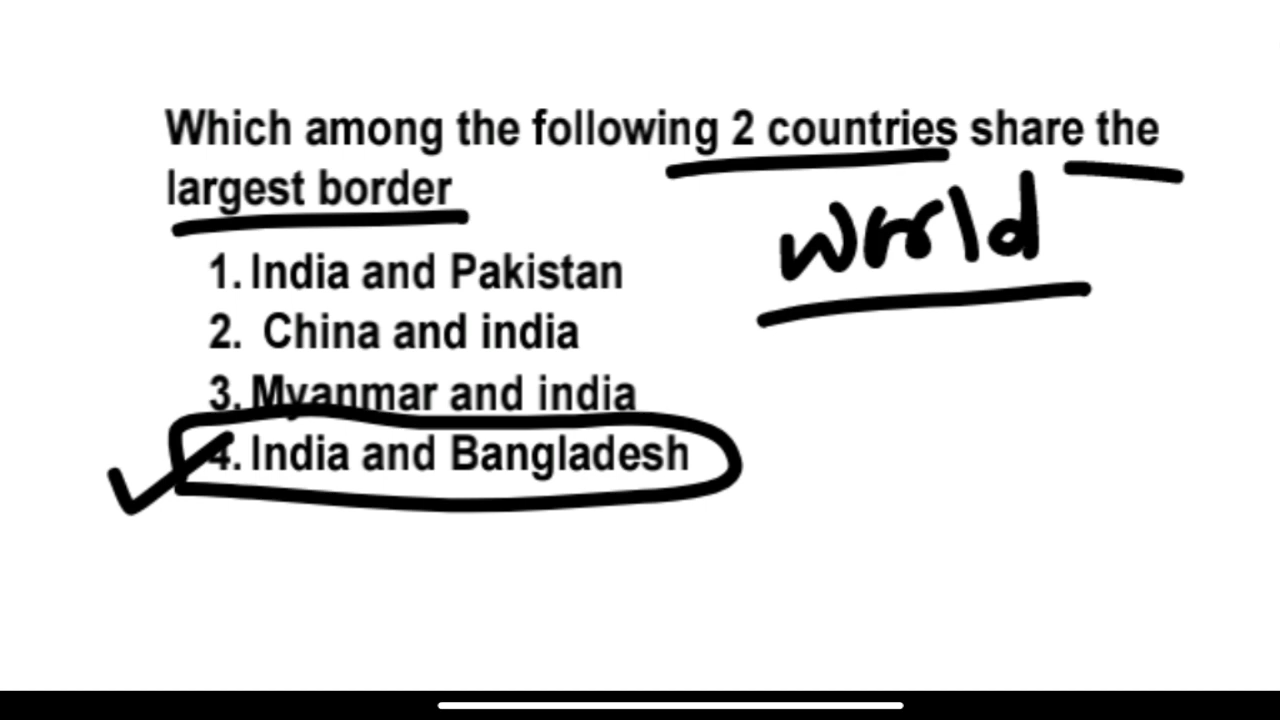 Which among the following 2 countries share the
largest border
world
1. India and Pakistan
2. China and india
3. Myanmar and india
4. India and Bangladesh